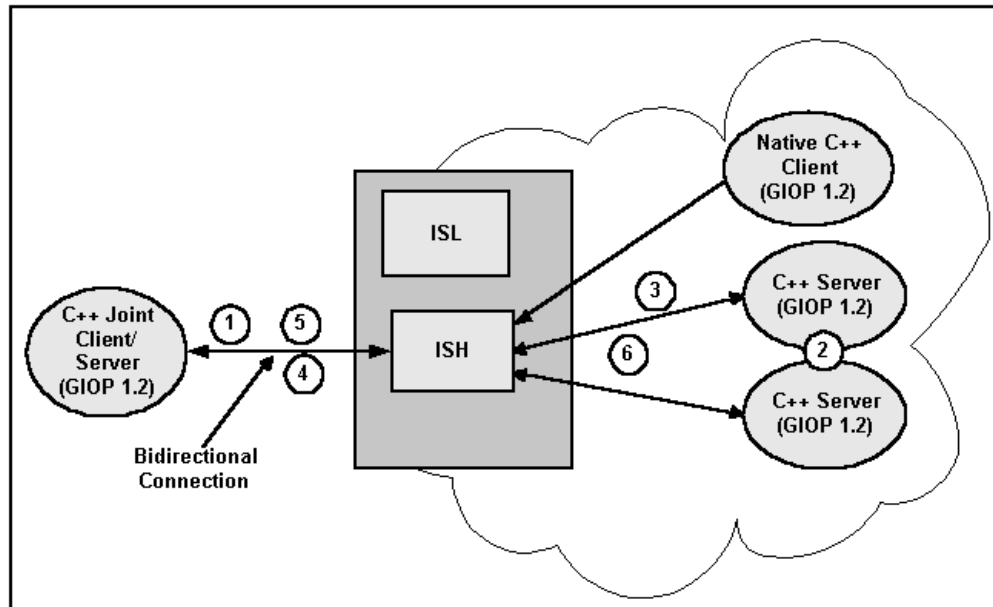 Native C++
Client
(GIOP 1.2)
ISL
C++ Server
(GIOP 1.2)
3
C++ Joint
Client/
Server
(GIOP 1.2)
1
5
4
ISH
6
2
C++ Server
(GIOP 1.2)
Bidirectional
Connection